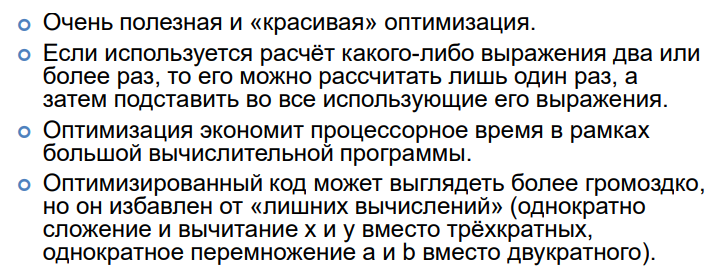 Очень полезная и «красивая» оптимизация.
Если используется расчёт какого-либо выражения два или
более раз, то его можно рассчитать лишь один раз, а
затем подставить во все использующие его выражения.
Оптимизация экономит процессорное время в рамках
большой вычислительной программы.
Оптимизированный код может выглядеть более громоздко,
но он избавлен от «лишних вычислений» (однократно
сложение и вычитание x и y вместо трёхкратных,
однократное перемножение a и b вместо двукратного).